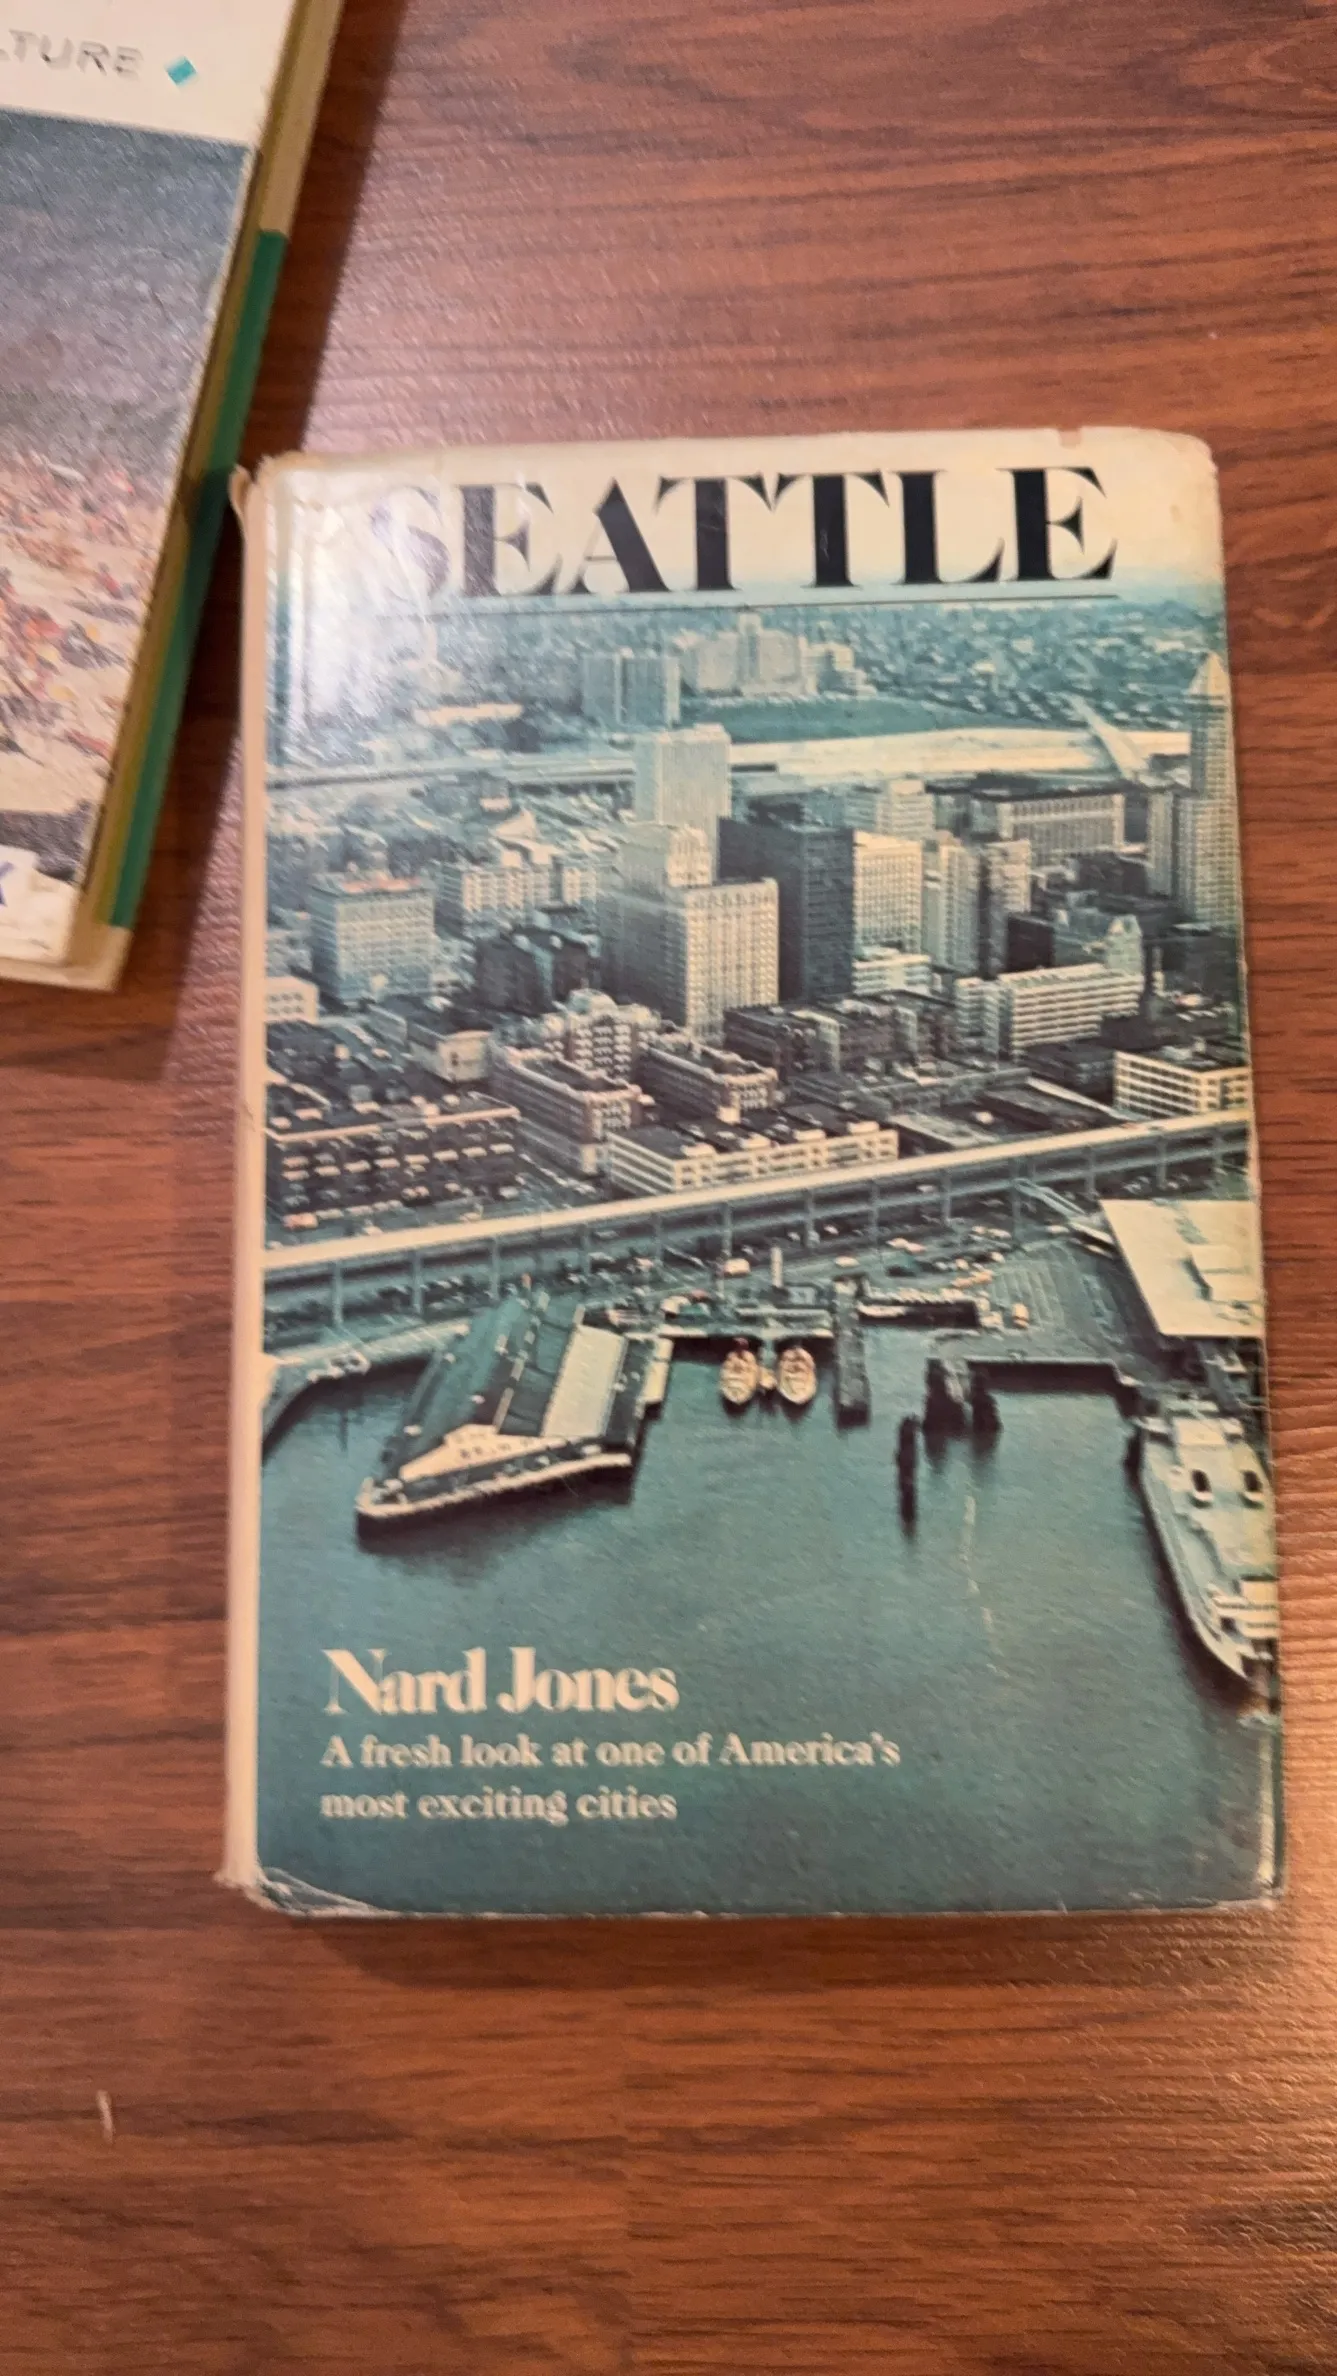 LTURE
SEATTLE
Nard Jones
A fresh look at one of America's
most exciting cities